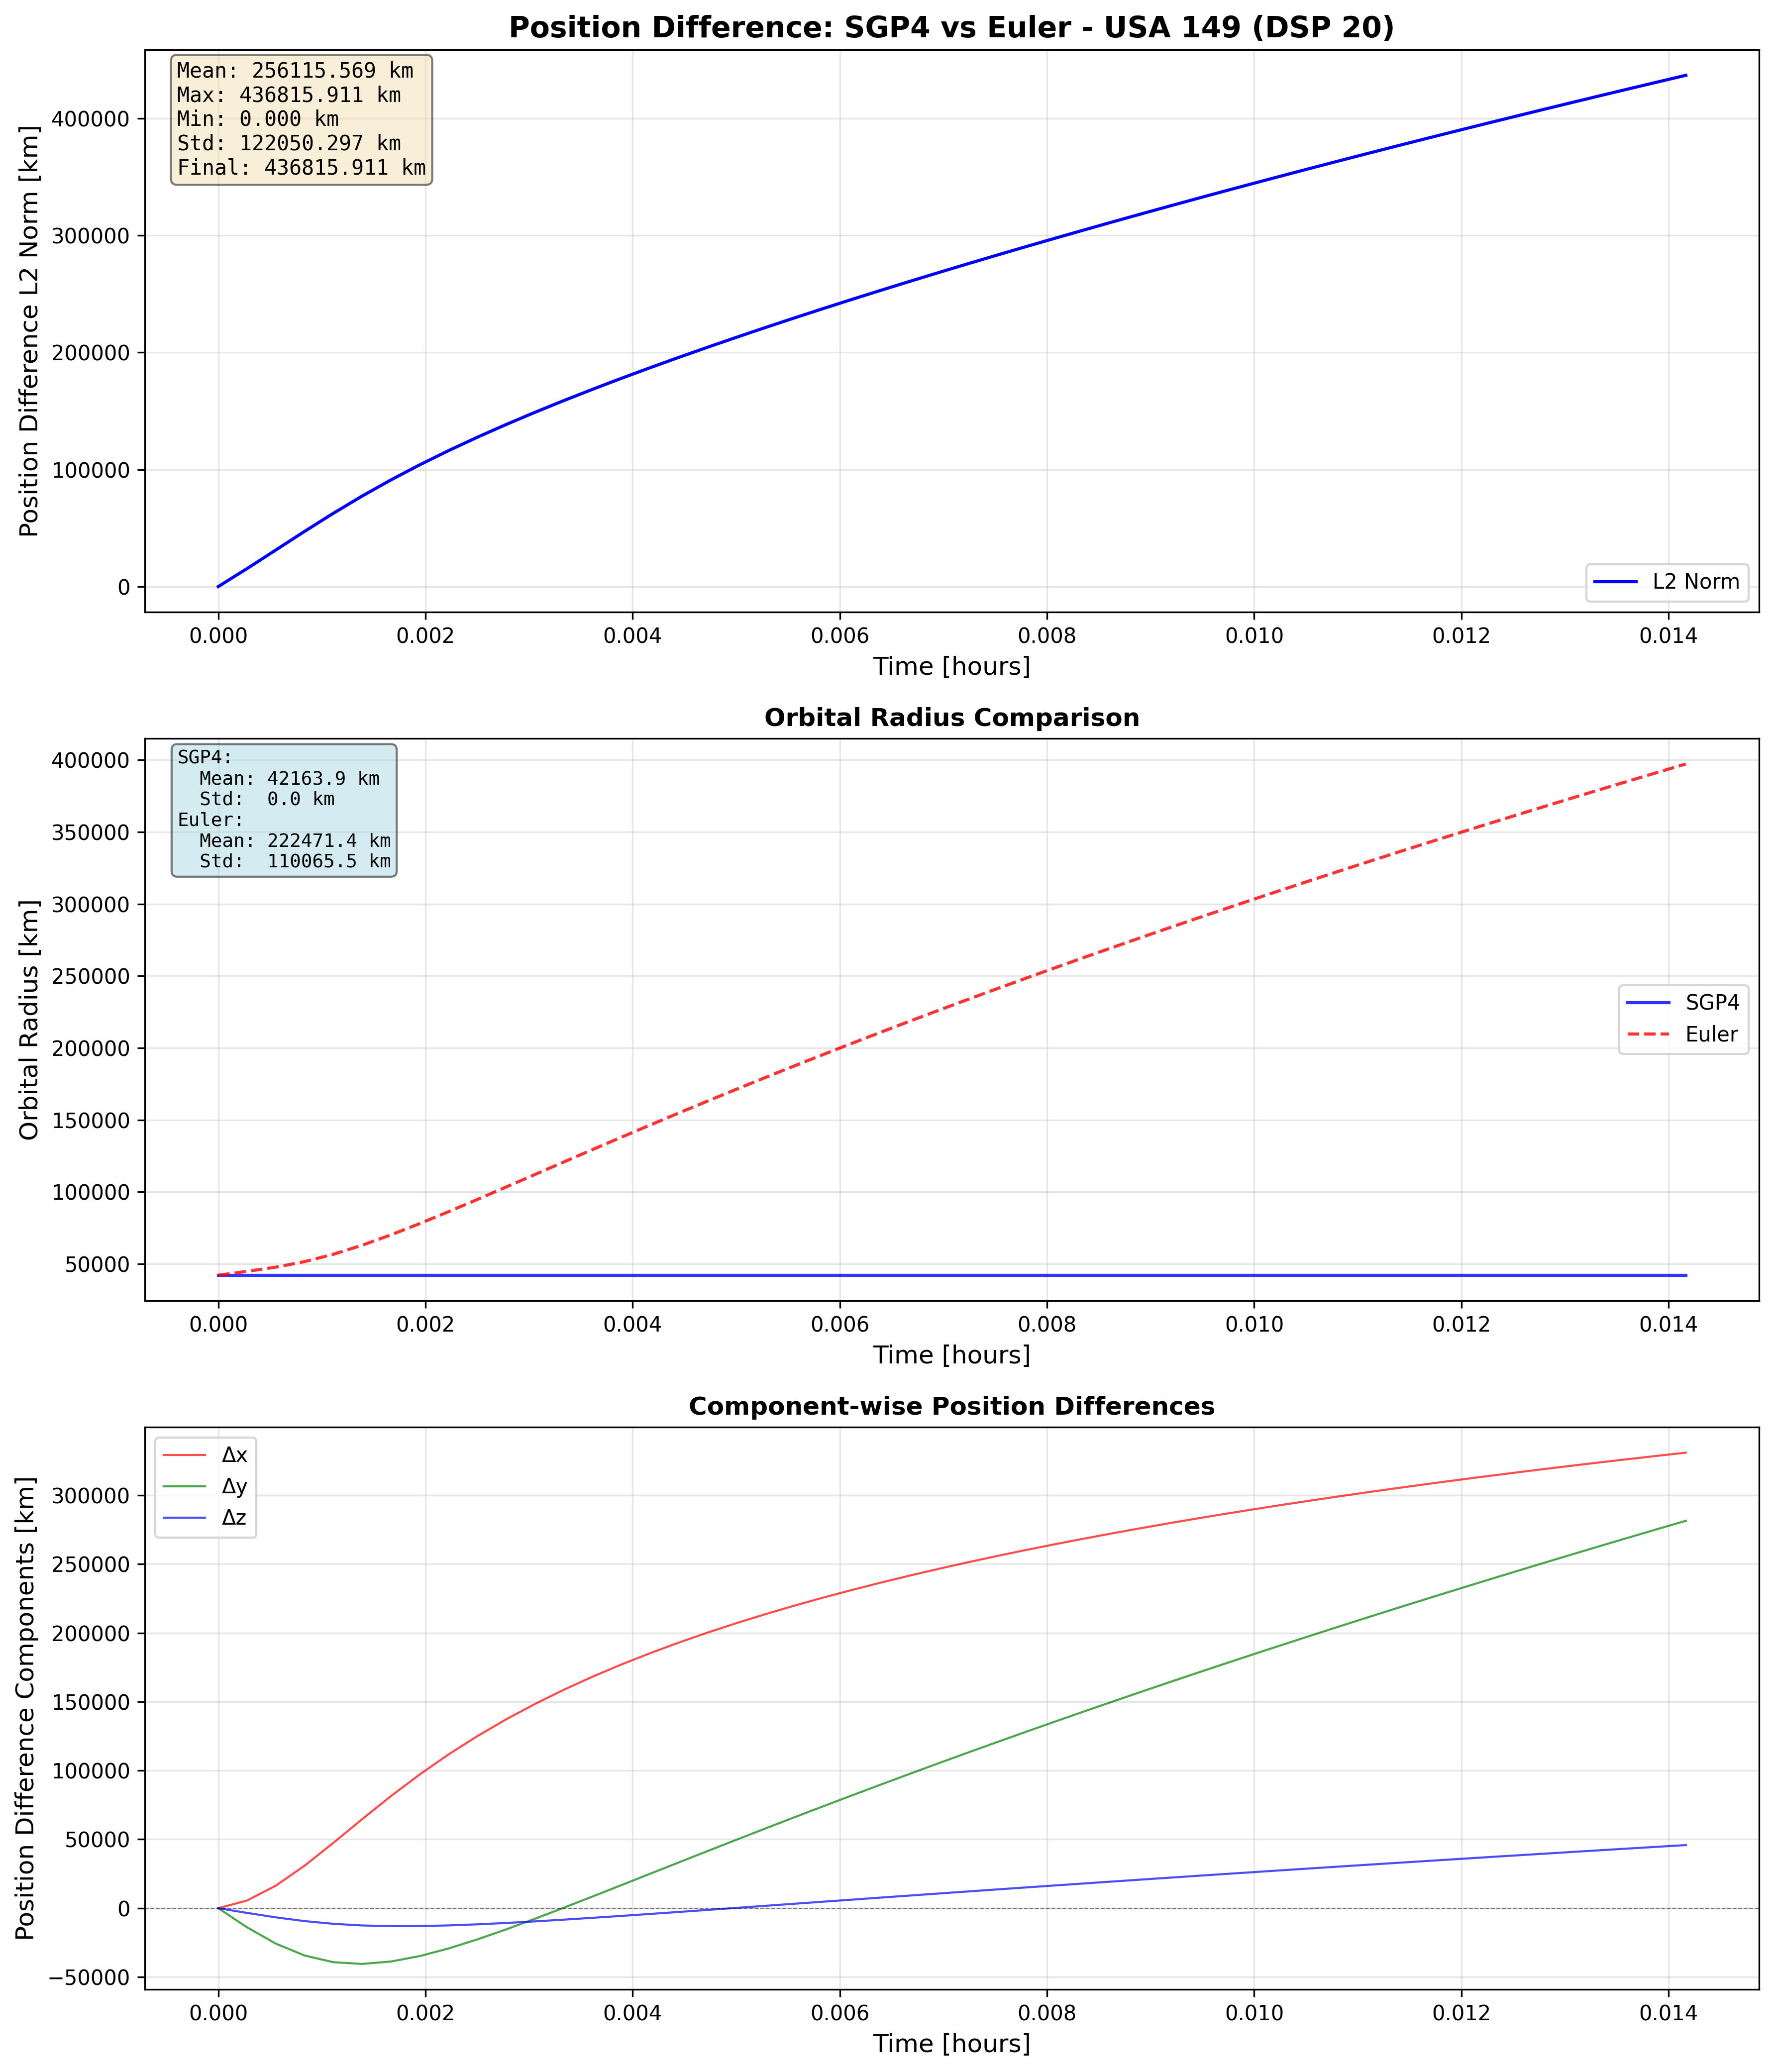 Position Difference: SGP4 vs Euler - USA 149 (DSP 20)
Mean: 256115.569 km
Max: 436815.911 km
Min: 0.000 km
Std: 122050.297 km
Final: 436815.911 km
Position Difference L2 Norm [km]
400000
300000
200000
100000
0
L2 Norm
0.000 0.002 0.004 0.006 0.008 0.010 0.012 0.014
Time [hours]
Orbital Radius Comparison
SGP4:
Mean: 42163.9 km
Std: 0.0 km
Euler:
Mean: 222471.4 km
Std: 110065.5 km
Orbital Radius [km]
400000
350000
300000
250000
200000
150000
100000
50000
SGP4
Euler
0.000 0.002 0.004 0.006 0.008 0.010 0.012 0.014
Time [hours]
Component-wise Position Differences
Δx
Δy
Δz
Position Difference Components [km]
300000
250000
200000
150000
100000
50000
0
−50000
0.000 0.002 0.004 0.006 0.008 0.010 0.012 0.014
Time [hours]